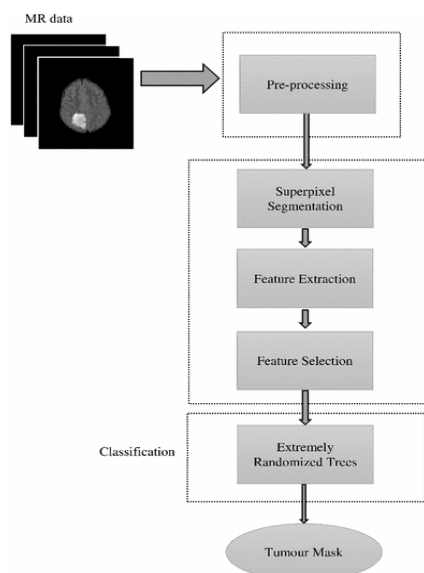 MR data
Pre-processing
Superpixel
Segmentation
Feature Extraction
Feature Selection
Classification
Extremely
Randomized Trees
Tumour Mask